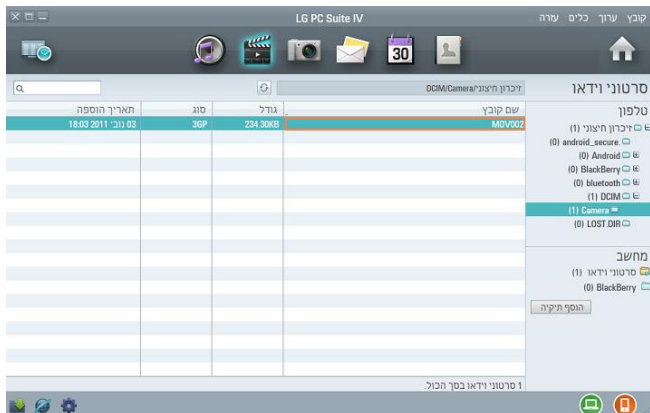 LG PC Suite IV
קובץ ערוך כלים עזרה
30
סרטוני וידאו
זיכרון חיצוני/DCIM/Camera
טלפון
זיכרון חיצוני (1)
android_secure. (0)
Android (0)
BlackBerry (0)
bluetooth (0)
DCIM (1)
Camera (1)
LOST.DIR (0)
מחשב
סרטוני וידאו (1)
BlackBerry (0)
הוסף תיקיה
שם קובץ גודל סוג תאריך הוספה
MOV002 234.30KB 3GP 03 נוב' 2011 18:03
1 סרטוני וידאו בסך הכול.